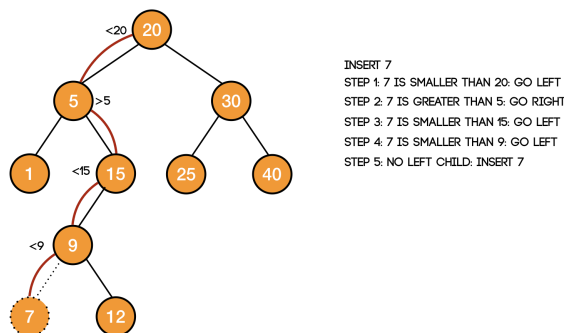 <20
20
5
>5
30
1
<15
15
25
40
<9
9
7
12
INSERT 7
STEP 1: 7 IS SMALLER THAN 20: GO LEFT
STEP 2: 7 IS GREATER THAN 5: GO RIGHT
STEP 3: 7 IS SMALLER THAN 15: GO LEFT
STEP 4: 7 IS SMALLER THAN 9: GO LEFT
STEP 5: NO LEFT CHILD: INSERT 7